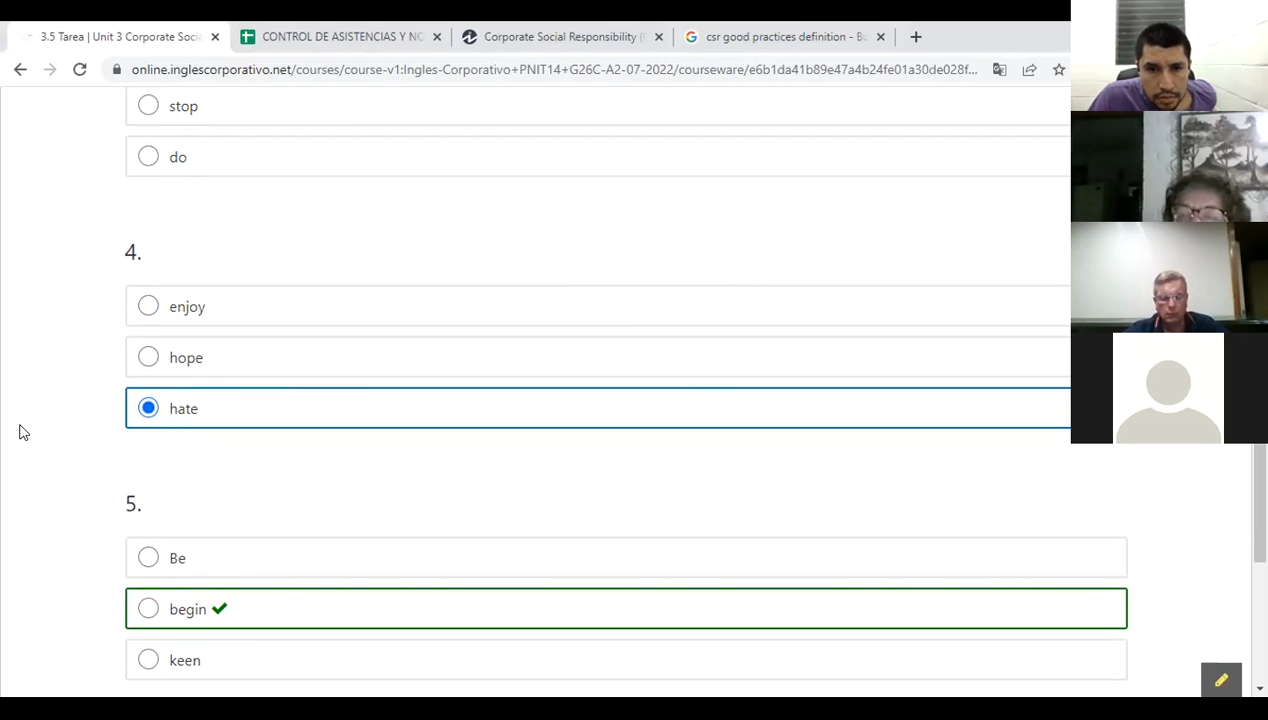 3.5 Tarea | Unit 3 Corporate Soci
CONTROL DE ASISTENCIAS Y NO
Corporate Social Responsibility (
csr good practices definition - B
online.inglescorporativo.net/courses/course-v1:Ingles-Corporativo+PNIT14+G26C-A2-07-2022/courseware/e6b1da41b89e47a4b24fe01a30de028f...
stop
do
4.
enjoy
hope
hate
5.
Be
begin
keen